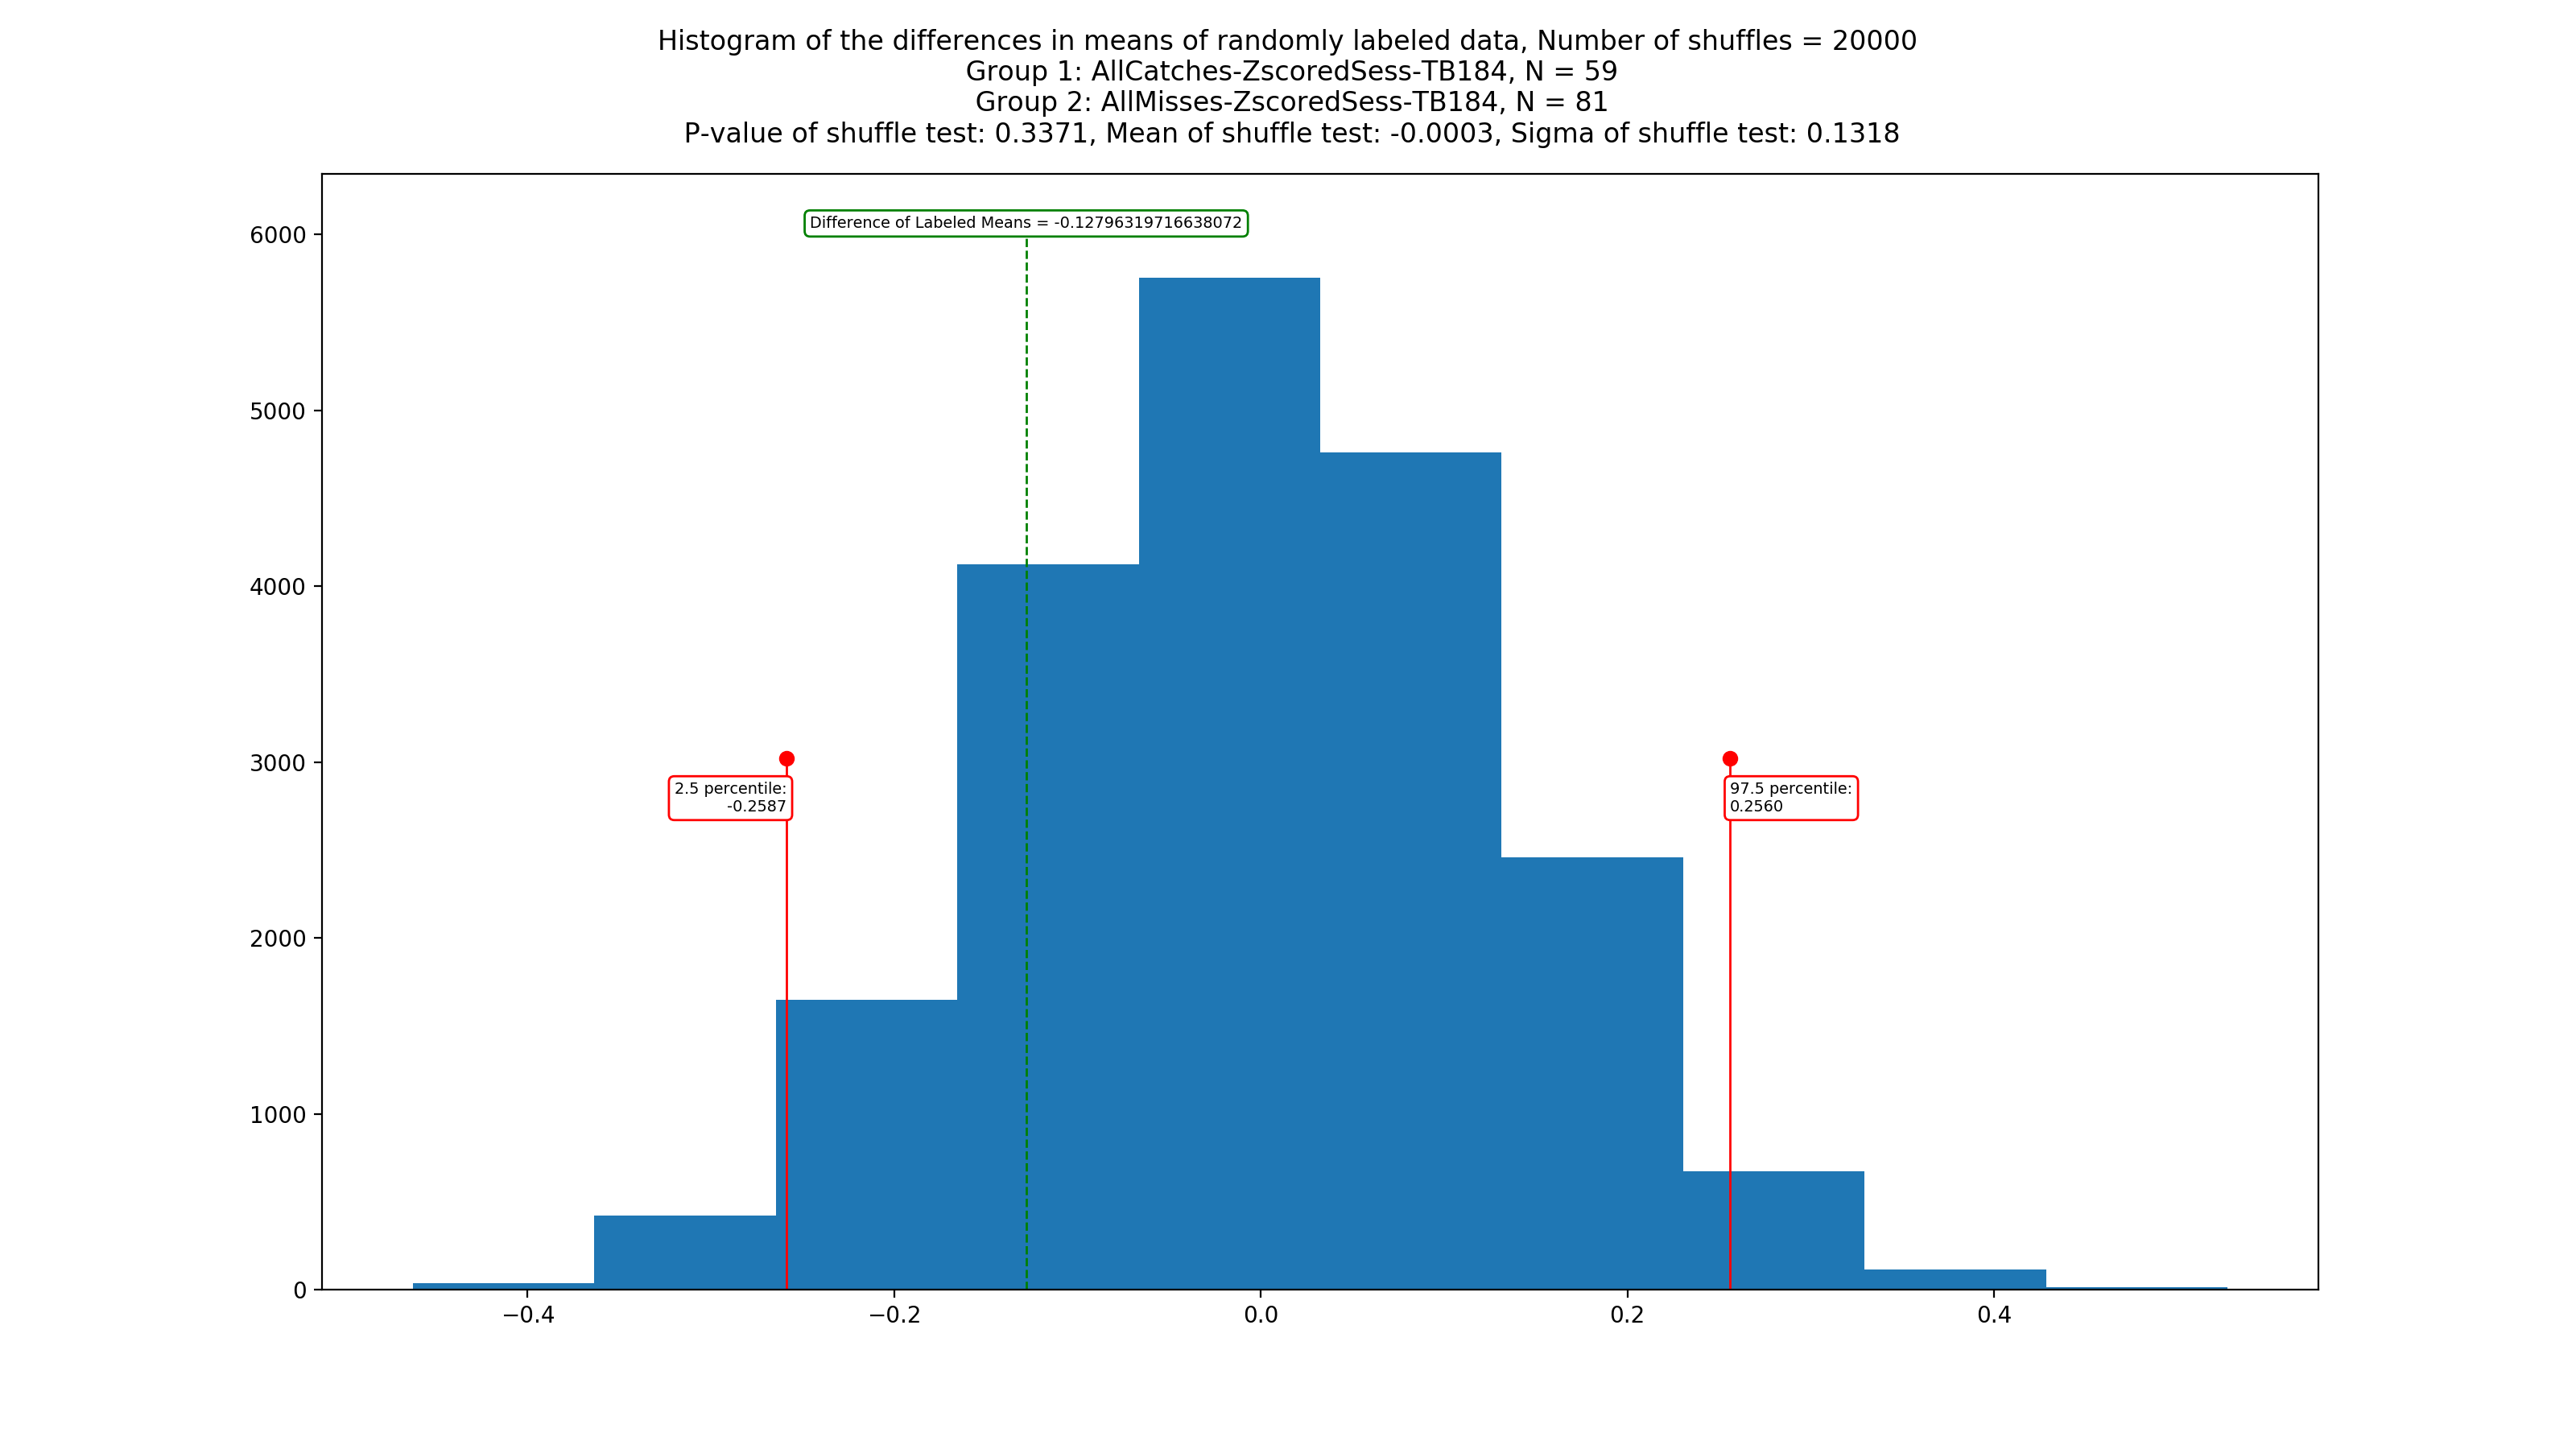 Histogram of the differences in means of randomly labeled data, Number of shuffles = 20000
Group 1: AllCatches-ZscoredSess-TB184, N = 59
Group 2: AllMisses-ZscoredSess-TB184, N = 81
P-value of shuffle test: 0.3371, Mean of shuffle test: -0.0003, Sigma of shuffle test: 0.1318
Difference of Labeled Means = -0.12796319716638072
6000
5000
4000
3000
2.5 percentile:
-0.2587
97.5 percentile:
0.2560
2000
1000
0
−0.4
−0.2
0.0
0.2
0.4